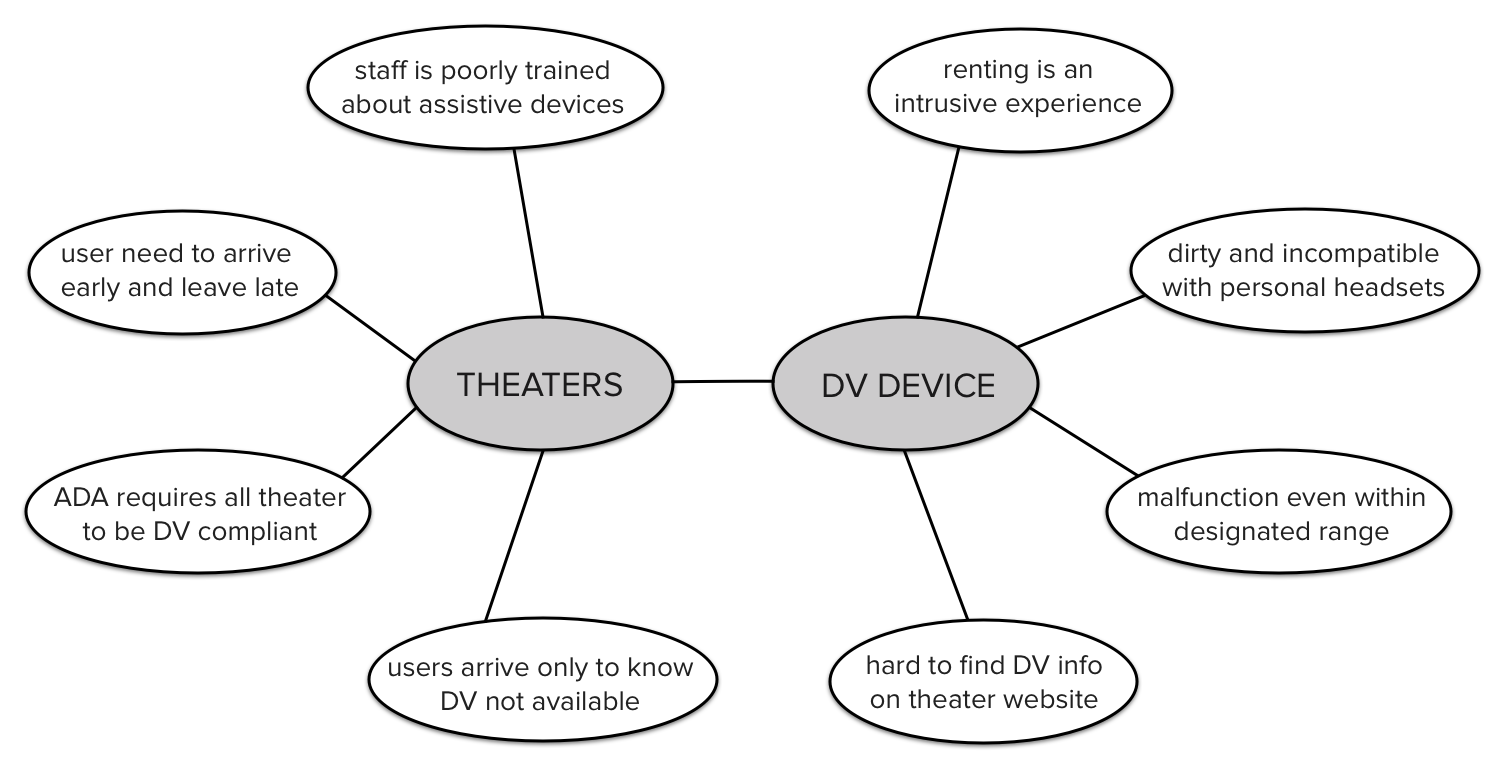 staff is poorly trained
about assistive devices
renting is an
intrusive experience
user need to arrive
early and leave late
dirty and incompatible
with personal headsets
THEATERS
DV DEVICE
ADA requires all theater
to be DV compliant
malfunction even within
designated range
users arrive only to know
DV not available
hard to find DV info
on theater website